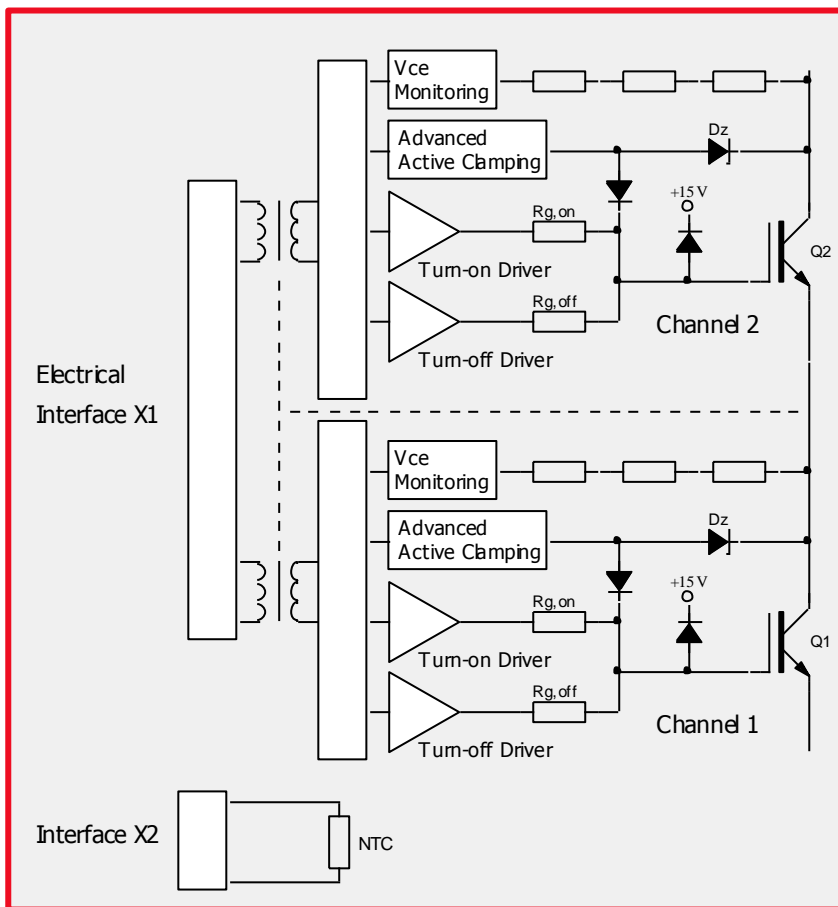 Vce
Monitoring
Advanced
Active Clamping
Dz
+15V
Rg,on
Turn-on Driver
Q2
Rg,off
Channel 2
Turn-off Driver
Electrical
Interface X1
Vce
Monitoring
Advanced
Active Clamping
Dz
+15V
Rg,on
Turn-on Driver
Q1
Rg,off
Channel 1
Turn-off Driver
Interface X2
NTC